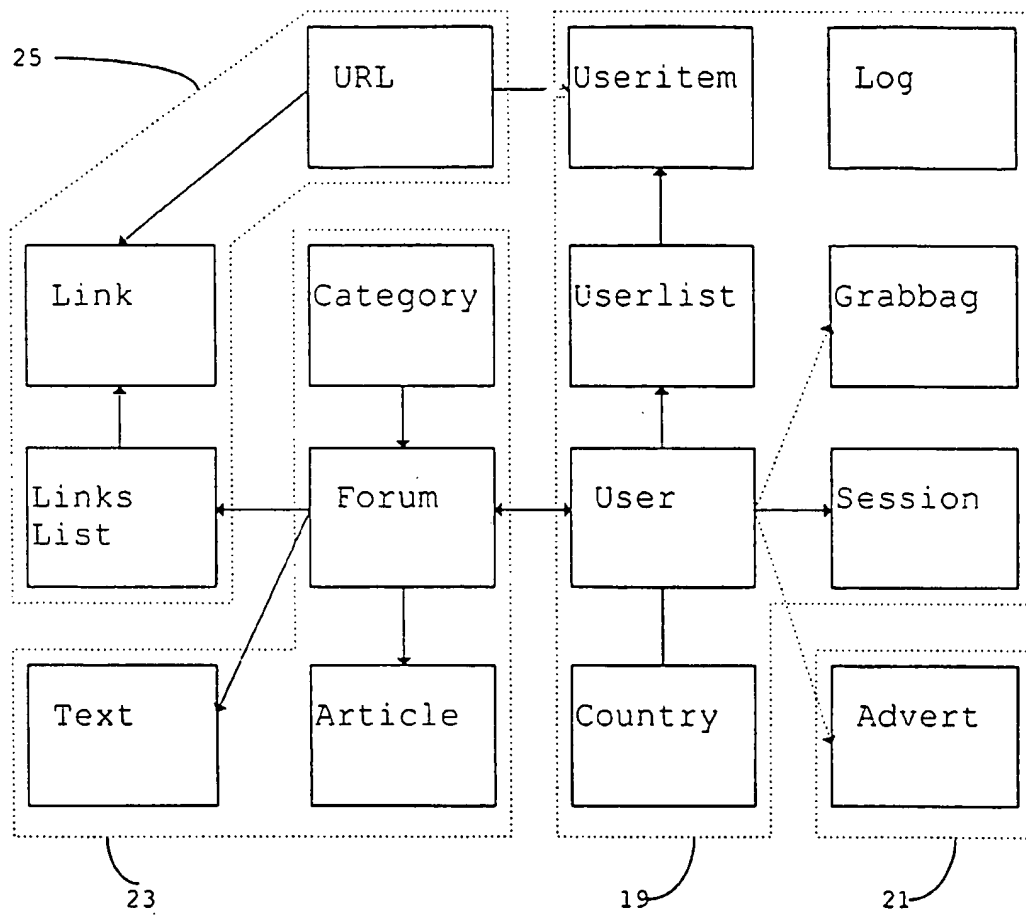 25
URL
Useritem
Log
Link
Category
Userlist
Grabbag
Links
List
Forum
User
Session
Text
Article
Country
Advert
23
19
21